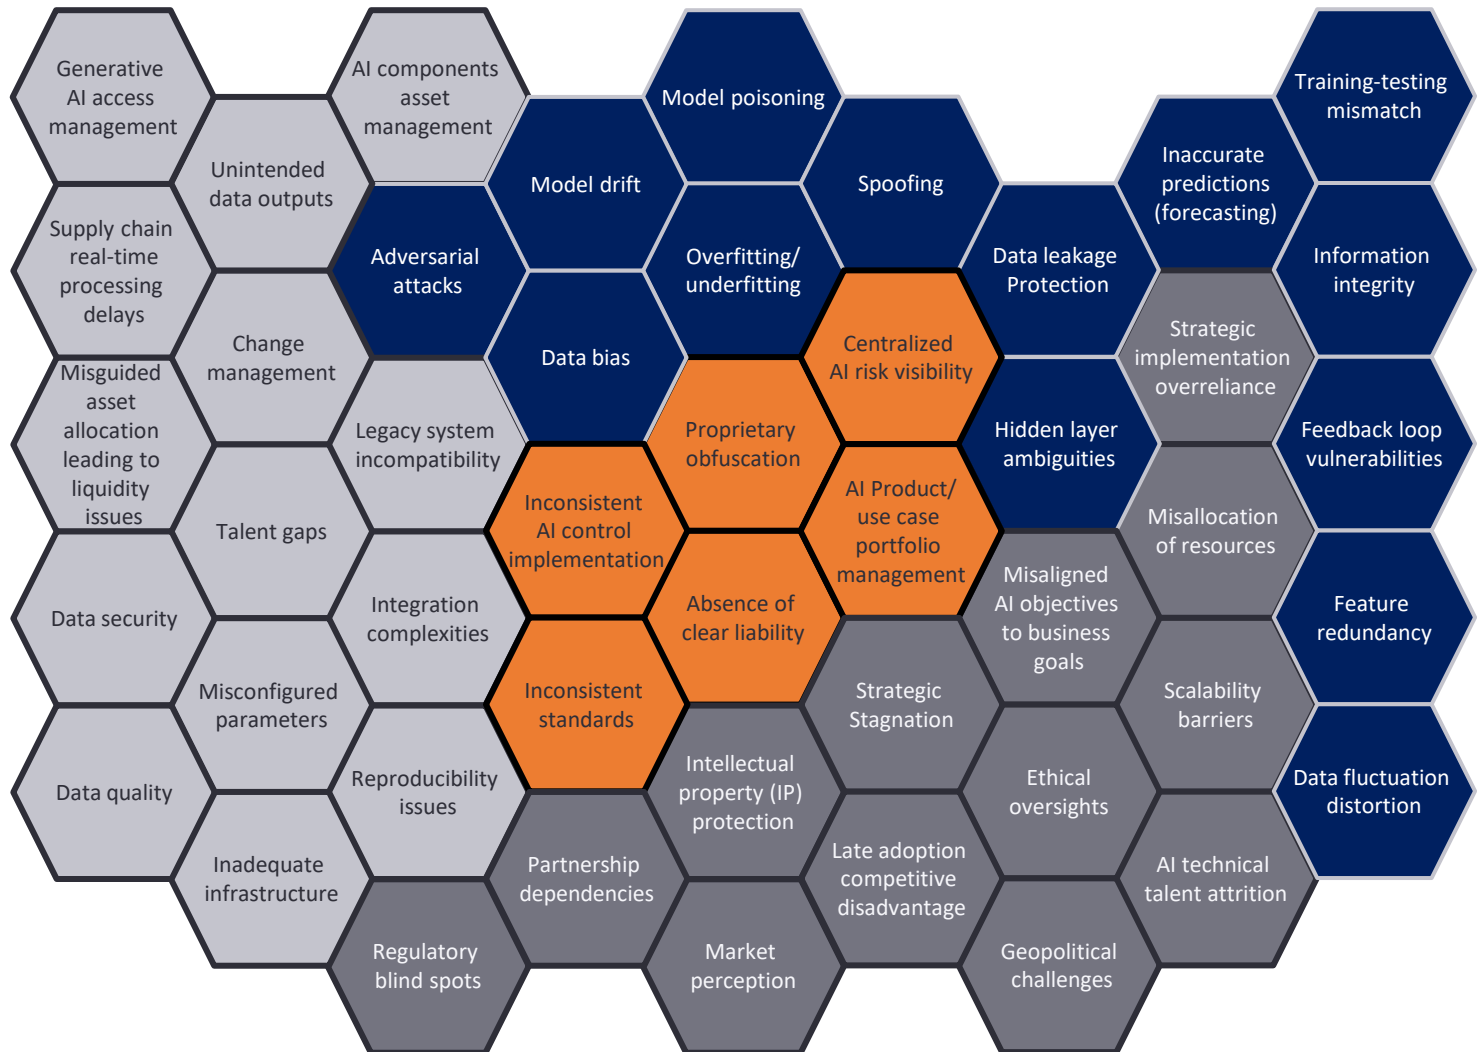 Generative
AI access
management
Supply chain
real-time
processing
delays
Misguided
asset
allocation
leading to
liquidity
issues
Data security
Data quality
Unintended
data outputs
Change
management
Talent gaps
Misconfigured
parameters
Inadequate
infrastructure
AI components
asset
management
Adversarial
attacks
Legacy system
incompatibility
Integration
complexities
Reproducibility
issues
Regulatory
blind spots
Model drift
Data bias
Inconsistent
AI control
implementation
Inconsistent
standards
Partnership
dependencies
Model poisoning
Overfitting/
underfitting
Proprietary
obfuscation
Absence of
clear liability
Intellectual
property (IP)
protection
Market
perception
Spoofing
Centralized
AI risk visibility
AI Product/
use case
portfolio
management
Strategic
Stagnation
Late adoption
competitive
disadvantage
Data leakage
Protection
Hidden layer
ambiguities
Misaligned
AI objectives
to business
goals
Ethical
oversights
Geopolitical
challenges
Inaccurate
predictions
(forecasting)
Strategic
implementation
overreliance
Misallocation
of resources
Scalability
barriers
AI technical
talent attrition
Training-testing
mismatch
Information
integrity
Feedback loop
vulnerabilities
Feature
redundancy
Data fluctuation
distortion